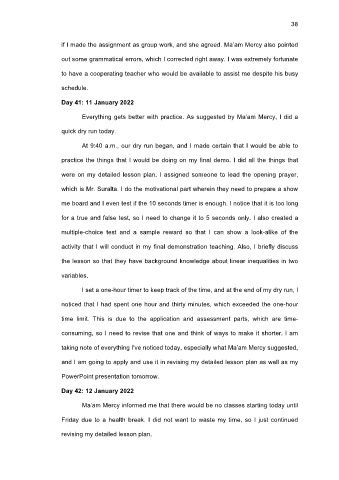 38
if I made the assignment as group work, and she agreed. Ma'am Mercy also pointed
out some grammatical errors, which I corrected right away. I was extremely fortunate
to have a cooperating teacher who would be available to assist me despite his busy
schedule.
Day 41: 11 January 2022
Everything gets better with practice. As suggested by Ma'am Mercy, I did a
quick dry run today.
At 9:40 a.m., our dry run began, and I made certain that I would be able to
practice the things that I would be doing on my final demo. I did all the things that
were on my detailed lesson plan. I assigned someone to lead the opening prayer,
which is Mr. Suralta. I do the motivational part wherein they need to prepare a show
me board and I even test if the 10 seconds timer is enough. I notice that it is too long
for a true and false test, so I need to change it to 5 seconds only. I also created a
multiple-choice test and a sample reward so that I can show a look-alike of the
activity that I will conduct in my final demonstration teaching. Also, I briefly discuss
the lesson so that they have background knowledge about linear inequalities in two
variables.
I set a one-hour timer to keep track of the time, and at the end of my dry run, I
noticed that I had spent one hour and thirty minutes, which exceeded the one-hour
time limit. This is due to the application and assessment parts, which are time-
consuming, so I need to revise that one and think of ways to make it shorter. I am
taking note of everything I've noticed today, especially what Ma'am Mercy suggested,
and I am going to apply and use it in revising my detailed lesson plan as well as my
PowerPoint presentation tomorrow.
Day 42: 12 January 2022
Ma'am Mercy informed me that there would be no classes starting today until
Friday due to a health break. I did not want to waste my time, so I just continued
revising my detailed lesson plan.